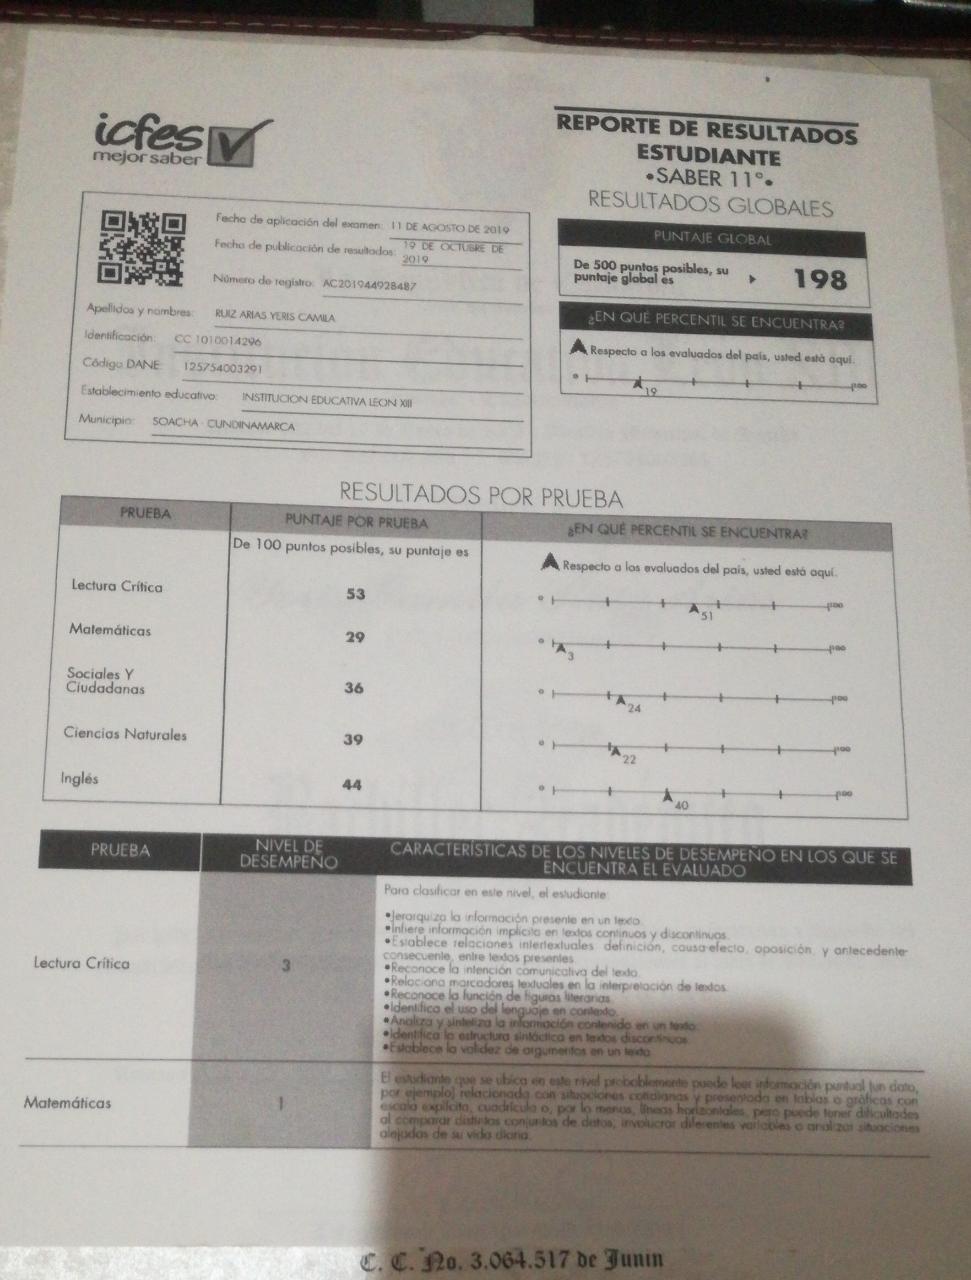 icfes
mejor saber
REPORTE DE RESULTADOS
ESTUDIANTE
•SABER 11°•
RESULTADOS GLOBALES
Fecha de aplicación del examen: 11 DE AGOSTO DE 2019
Fecha de publicación de resultados: 19 DE OCTUBRE DE
2019
Número de registro: AC201944928487
Apellidos y nombres: RUIZ ARIAS YERIS CAMILA
Identificación: CC 1010014296
Código DANE: 125754003291
Establecimiento educativo: INSTITUCION EDUCATIVA LEON XIII
Municipio: SOACHA - CUNDINAMARCA
PUNTAJE GLOBAL
De 500 puntos posibles, su
puntaje global es 198
¿EN QUÉ PERCENTIL SE ENCUENTRA?
Respecto a los evaluados del país, usted está aquí.
0 100
19
RESULTADOS POR PRUEBA
PRUEBA PUNTAJE POR PRUEBA ¿EN QUÉ PERCENTIL SE ENCUENTRA?
De 100 puntos posibles, su puntaje es Respecto a los evaluados del país, usted está aquí.
Lectura Crítica 53 0 51 100
Matemáticas 29 0 3 100
Sociales Y
Ciudadanas 36 0 24 100
Ciencias Naturales 39 0 22 100
Inglés 44 0 40 100
PRUEBA NIVEL DE
DESEMPEÑO CARACTERÍSTICAS DE LOS NIVELES DE DESEMPEÑO EN LOS QUE SE
ENCUENTRA EL EVALUADO
Lectura Crítica 3
Para clasificar en este nivel, el estudiante:
•Jerarquiza la información presente en un texto.
•Infiere información implícita en textos continuos y discontinuos.
•Establece relaciones intertextuales: definición, causa-efecto, oposición y antecedente-
consecuente, entre textos presentes.
•Reconoce la intención comunicativa del texto.
•Relaciona marcadores textuales en la interpretación de textos.
•Reconoce la función de figuras literarias.
•Identifica el uso del lenguaje en contexto.
•Analiza y sintetiza la información contenida en un texto.
•Identifica la estructura sintáctica en textos discontinuos.
•Establece la validez de argumentos en un texto.
Matemáticas 1
El estudiante que se ubica en este nivel probablemente puede leer información puntual (un dato,
por ejemplo) relacionada con situaciones cotidianas y presentada en tablas o gráficas con
escala explícita, cuadrícula o, por lo menos, líneas horizontales, pero puede tener dificultades
al comparar distintos conjuntos de datos, involucrar diferentes variables o analizar situaciones
alejadas de su vida diaria.
C. C. No. 3.064.517 de Junin